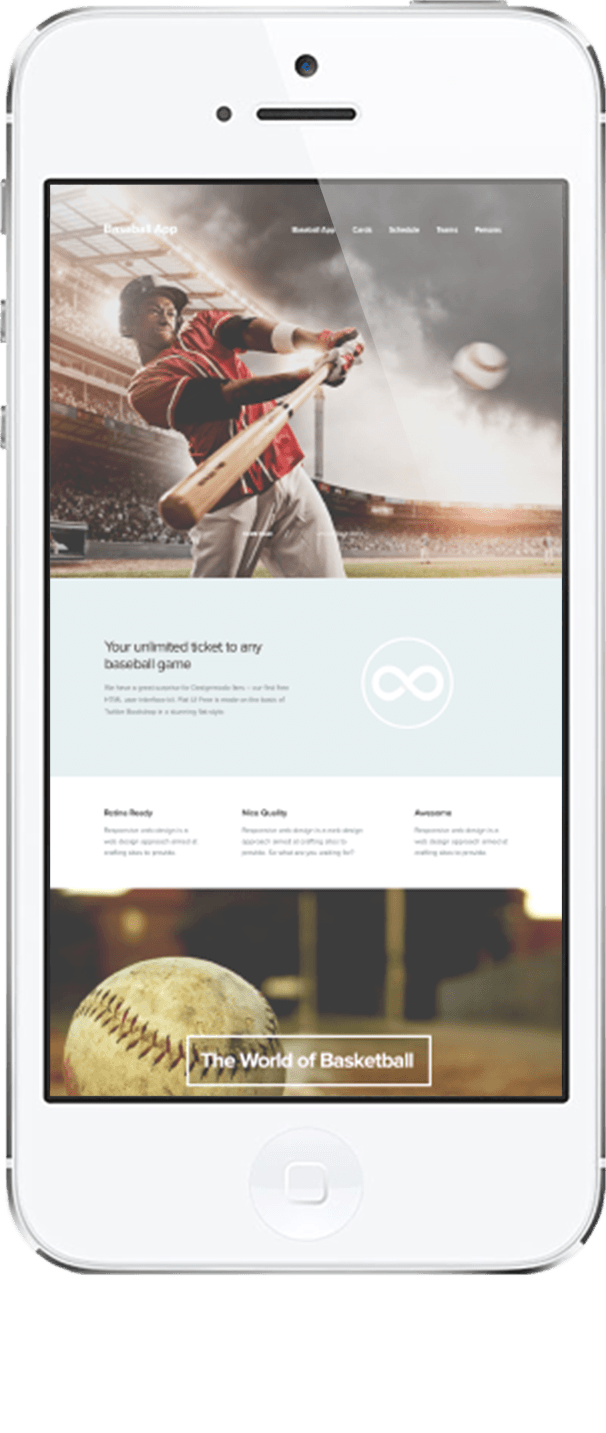 Baseball App
Baseball App Cards Schedule Teams Persons
Your unlimited ticket to any
baseball game
We have a great surprise for Designmodo fans – our first free
HTML user interface kit. Flat UI Free is made on the basis of
Twitter Bootstrap in a stunning flat-style.
Retina Ready
Responsive web design is a
web design approach aimed at
crafting sites to provide.
Nice Quality
Responsive web design is a web design
approach aimed at crafting sites to
provide. So what are you waiting for?
Awesome
Responsive web design is a
web design approach aimed at
crafting sites to provide.
The World of Basketball